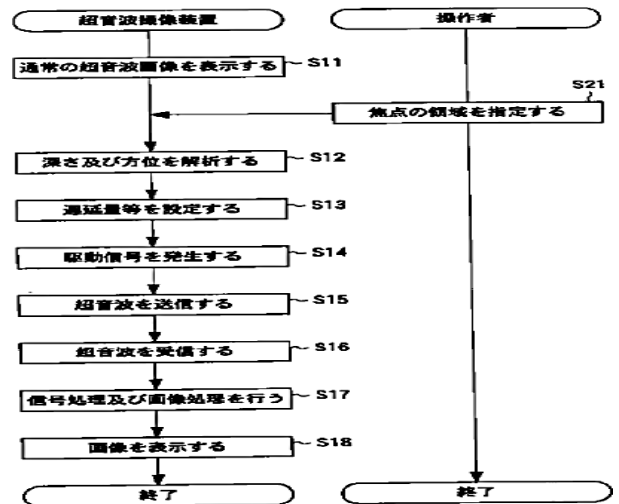 超音波撮像装置
操作者
通常の超音波画像を表示する
S11
S21
焦点の領域を指定する
深さ及び方位を解析する
S12
遅延量等を設定する
S13
駆動信号を発生する
S14
超音波を送信する
S15
超音波を受信する
S16
信号処理及び画像処理を行う
S17
画像を表示する
S18
終了
終了